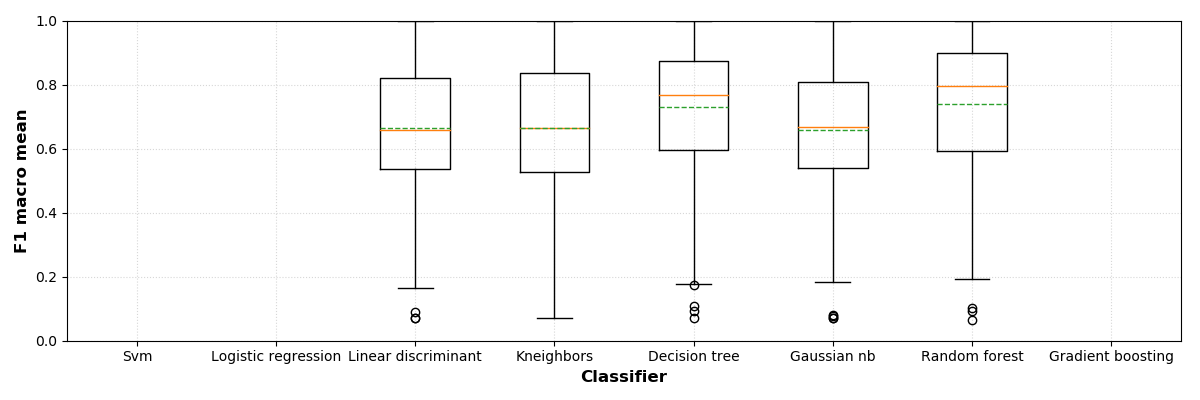 1.0
0.8
0.6
0.4
0.2
0.0
F1 macro mean
Svm Logistic regression Linear discriminant Kneighbors Decision tree Gaussian nb Random forest Gradient boosting
Classifier